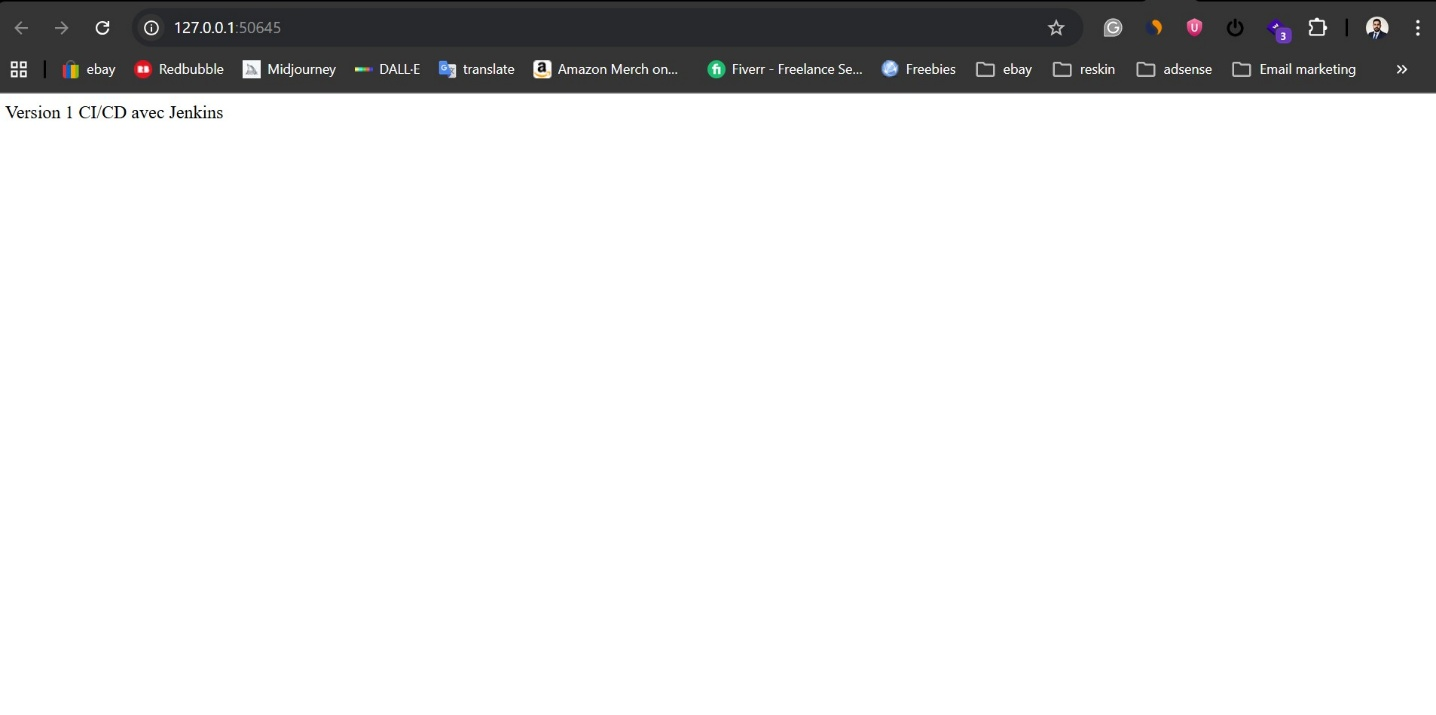 127.0.0.1:50645
3
ebay Redbubble Midjourney DALL·E translate Amazon Merch on... Fiverr - Freelance Se... Freebies ebay reskin adsense Email marketing »
Version 1 CI/CD avec Jenkins